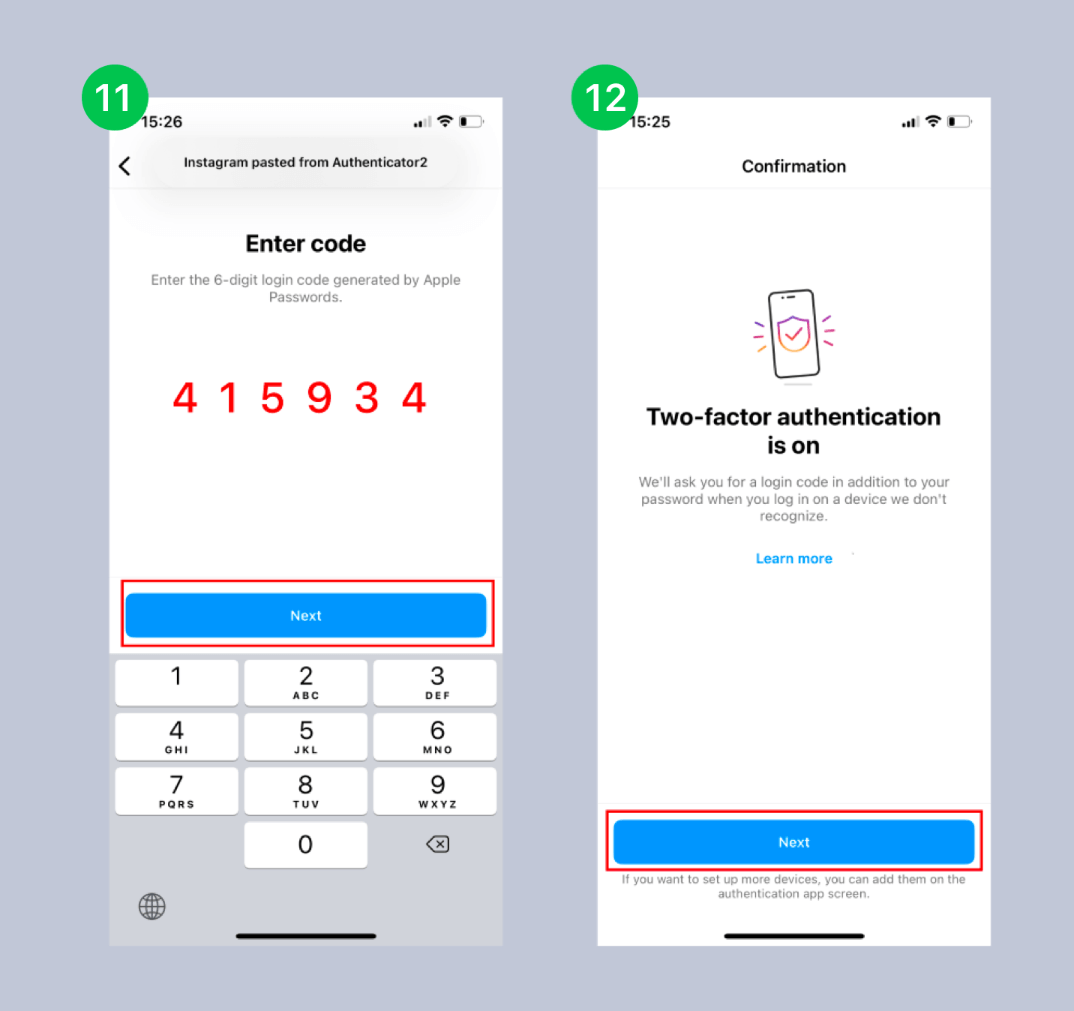 11
15:26
Instagram pasted from Authenticator2
Enter code
Enter the 6-digit login code generated by Apple
Passwords.
4 1 5 9 3 4
Next
1
2
ABC
3
DEF
4
GHI
5
JKL
6
MNO
7
PQRS
8
TUV
9
WXYZ
0
12
15:25
Confirmation
Two-factor authentication
is on
We'll ask you for a login code in addition to your
password when you log in on a device we don't
recognize.
Learn more
Next
If you want to set up more devices, you can add them on the
authentication app screen.